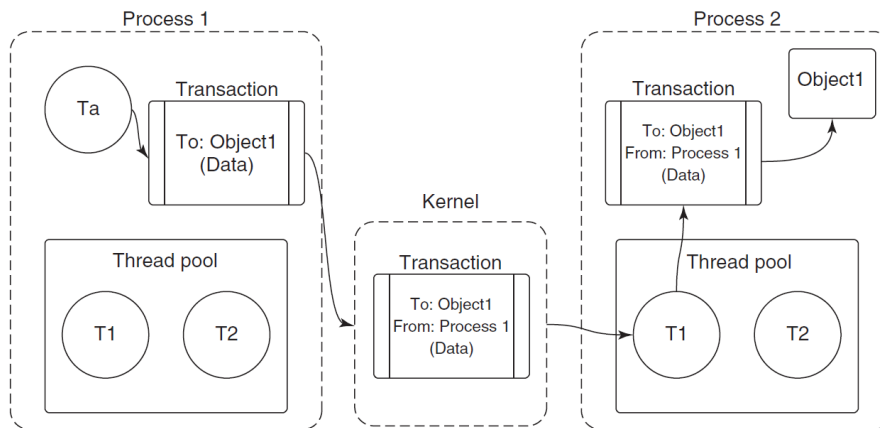 Process 1
Ta
Transaction
To: Object1
(Data)
Thread pool
T1
T2
Kernel
Transaction
To: Object1
From: Process 1
(Data)
Process 2
Transaction
To: Object1
From: Process 1
(Data)
Object1
Thread pool
T1
T2